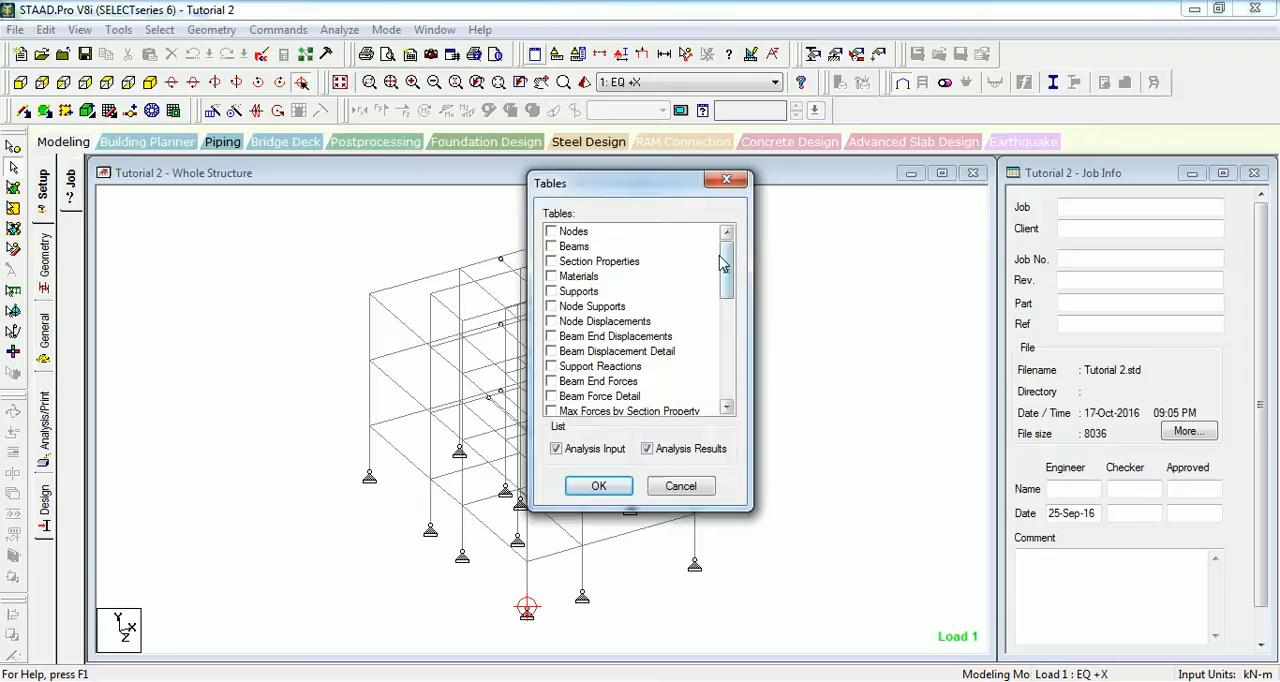 STAAD.Pro V8i (SELECTseries 6) - Tutorial 2
File Edit View Tools Select Geometry Commands Analyze Mode Window Help
1: EQ +X
Modeling Building Planner Piping Bridge Deck Postprocessing Foundation Design Steel Design RAM Connection Concrete Design Advanced Slab Design Earthquake
Setup
Job
Geometry
General
Analysis/Print
Design
Tutorial 2 - Whole Structure
Y
X
Z
Load 1
Tables
Tables:
Nodes
Beams
Section Properties
Materials
Supports
Node Supports
Node Displacements
Beam End Displacements
Beam Displacement Detail
Support Reactions
Beam End Forces
Beam Force Detail
Max Forces by Section Property
List
Analysis Input Analysis Results
OK Cancel
Tutorial 2 - Job Info
Job
Client
Job No.
Rev.
Part
Ref
File
Filename : Tutorial 2.std
Directory :
Date / Time : 17-Oct-2016 09:05 PM
File size : 8036 More...
Engineer Checker Approved
Name
Date 25-Sep-16
Comment
For Help, press F1 Modeling Mo Load 1 : EQ +X Input Units: kN-m